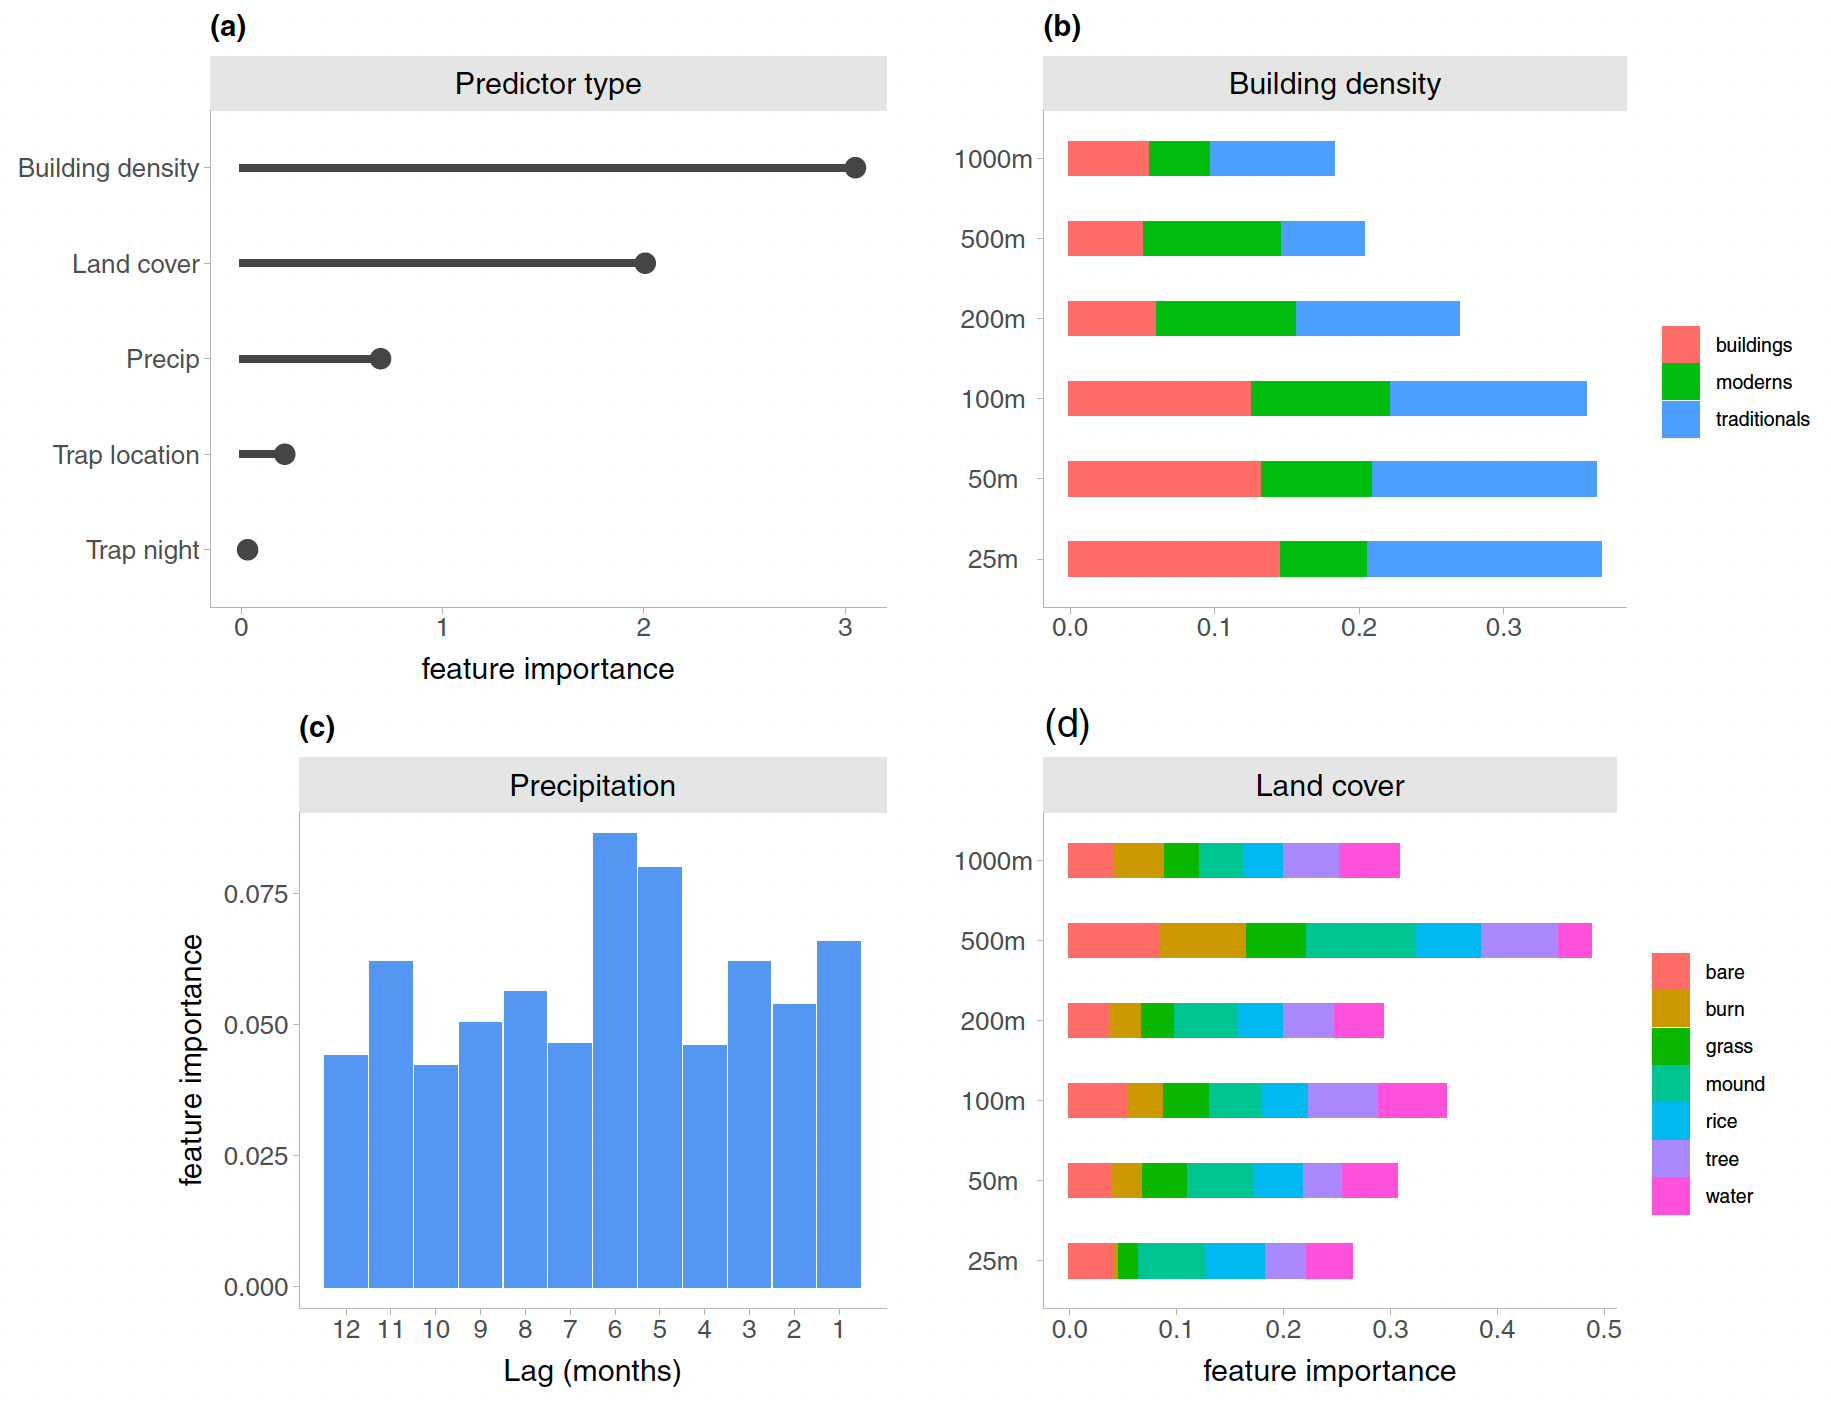 (a)
Predictor type
Building density
Land cover
Precip
Trap location
Trap night
0 1 2 3
feature importance
(b)
Building density
1000m
500m
200m
100m
50m
25m
0.0 0.1 0.2 0.3
buildings
moderns
traditionals
(c)
Precipitation
feature importance
0.075
0.050
0.025
0.000
12 11 10 9 8 7 6 5 4 3 2 1
Lag (months)
(d)
Land cover
1000m
500m
200m
100m
50m
25m
0.0 0.1 0.2 0.3 0.4 0.5
feature importance
bare
burn
grass
mound
rice
tree
water